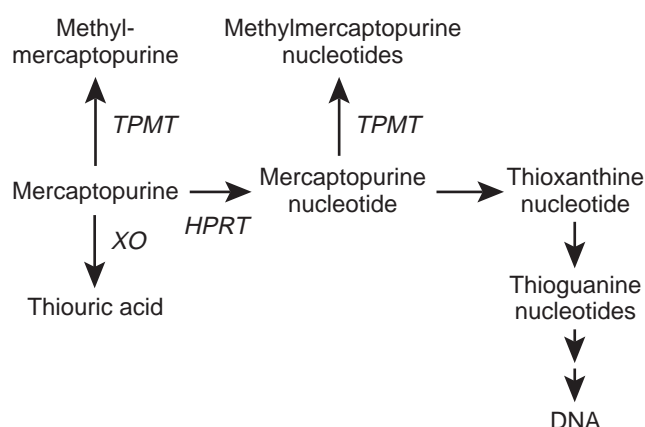 Methyl-
mercaptopurine
Methylmercaptopurine
nucleotides
TPMT
TPMT
Mercaptopurine
HPRT
Mercaptopurine
nucleotide
Thioxanthine
nucleotide
XO
Thiouric acid
Thioguanine
nucleotides
DNA